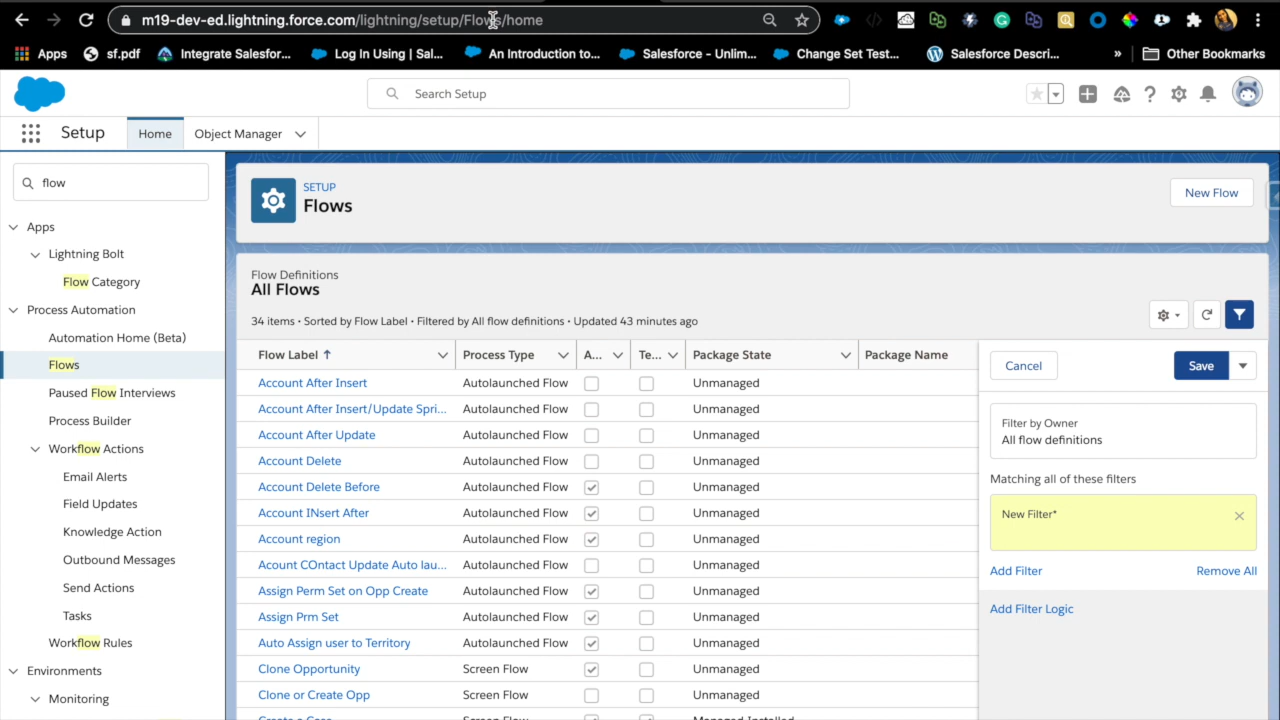 m19-dev-ed.lightning.force.com/lightning/setup/Flows/home
Apps
sf.pdf
Integrate Salesfor...
Log In Using | Sal...
An Introduction to...
Salesforce - Unlim...
Change Set Test...
Salesforce Descri...
»
Other Bookmarks
Search Setup
Setup
Home
Object Manager
flow
Apps
Lightning Bolt
Flow Category
Process Automation
Automation Home (Beta)
Flows
Paused Flow Interviews
Process Builder
Workflow Actions
Email Alerts
Field Updates
Knowledge Action
Outbound Messages
Send Actions
Tasks
Workflow Rules
Environments
Monitoring
SETUP
Flows
New Flow
Flow Definitions
All Flows
34 items • Sorted by Flow Label • Filtered by All flow definitions • Updated 43 minutes ago
Flow Label ↑ Process Type A... Te... Package State Package Name
Account After Insert Autolaunched Flow Unmanaged
Account After Insert/Update Spri... Autolaunched Flow Unmanaged
Account After Update Autolaunched Flow Unmanaged
Account Delete Autolaunched Flow Unmanaged
Account Delete Before Autolaunched Flow Unmanaged
Account INsert After Autolaunched Flow Unmanaged
Account region Autolaunched Flow Unmanaged
Acount COntact Update Auto lau... Autolaunched Flow Unmanaged
Assign Perm Set on Opp Create Autolaunched Flow Unmanaged
Assign Prm Set Autolaunched Flow Unmanaged
Auto Assign user to Territory Autolaunched Flow Unmanaged
Clone Opportunity Screen Flow Unmanaged
Clone or Create Opp Screen Flow Unmanaged
Create a Case Screen Flow Managed Installed
Cancel
Save
Filter by Owner
All flow definitions
Matching all of these filters
New Filter*
Add Filter
Remove All
Add Filter Logic